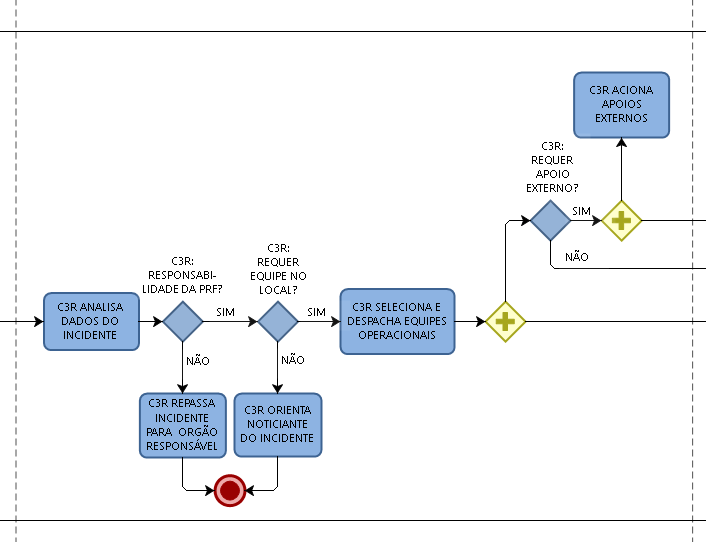 C3R ANALISA
DADOS DO
INCIDENTE
C3R:
RESPONSABI-
LIDADE DA PRF?
SIM
NÃO
C3R REPASSA
INCIDENTE
PARA ORGÃO
RESPONSÁVEL
C3R:
REQUER
EQUIPE NO
LOCAL?
SIM
NÃO
C3R ORIENTA
NOTICIANTE
DO INCIDENTE
C3R SELECIONA E
DESPACHA EQUIPES
OPERACIONAIS
C3R:
REQUER
APOIO
EXTERNO?
SIM
NÃO
C3R ACIONA
APOIOS
EXTERNOS